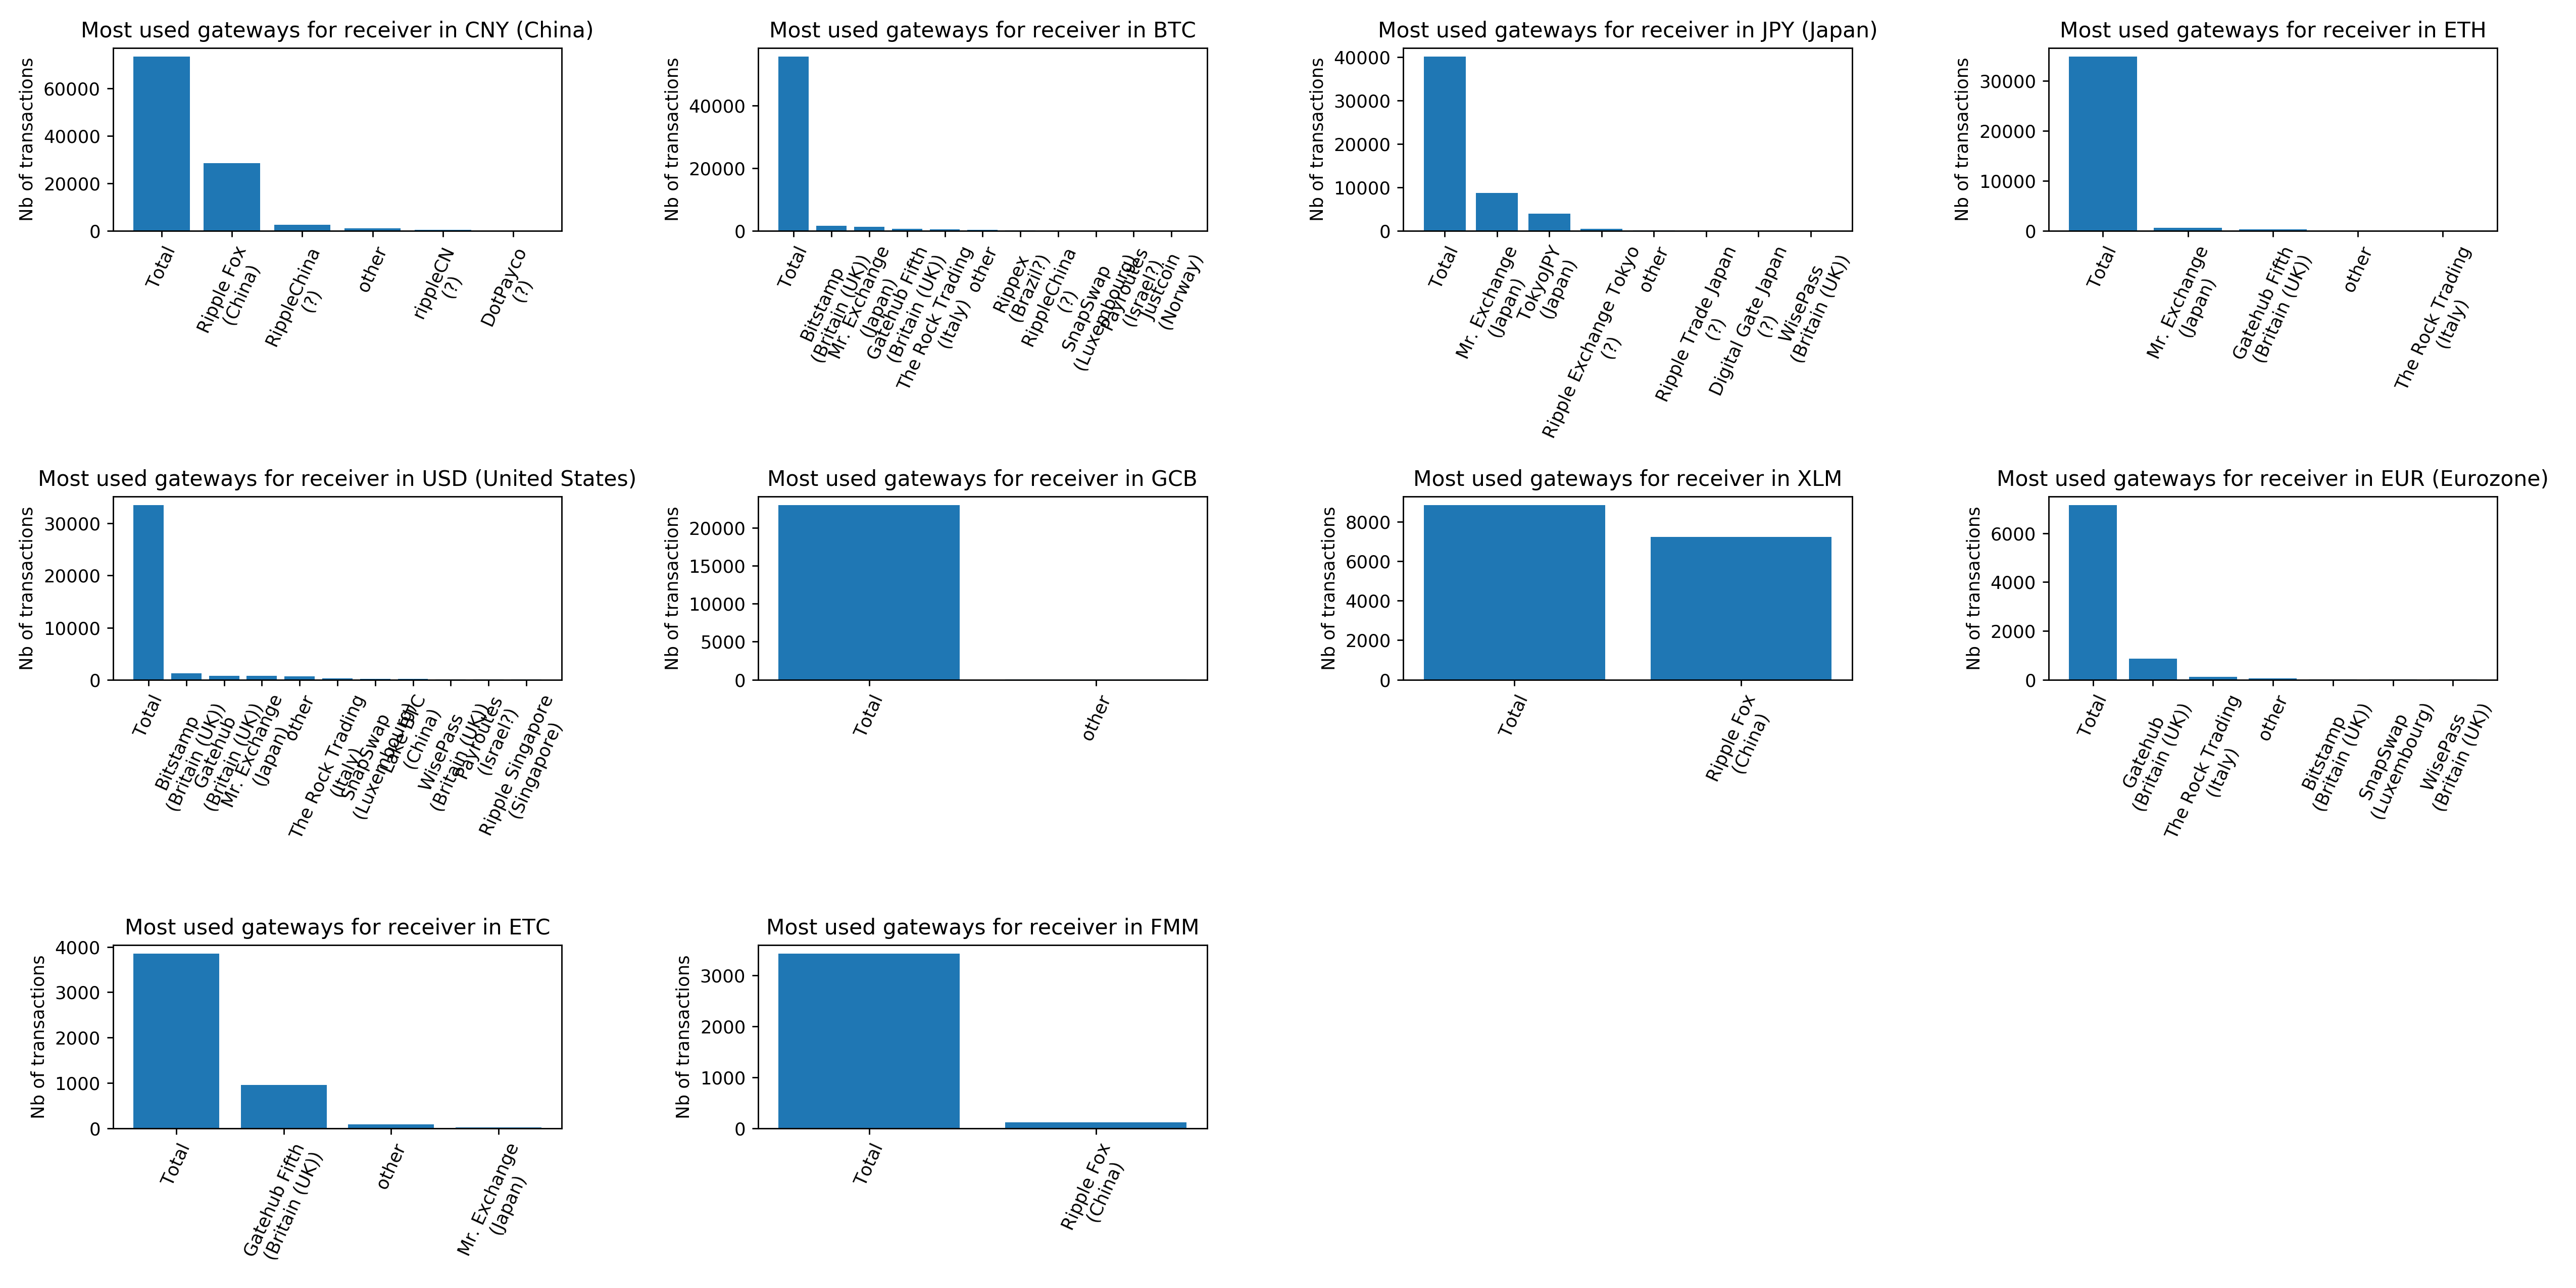 Most used gateways for receiver in CNY (China)
Nb of transactions
60000
40000
20000
0
Total
Ripple Fox
(China)
RippleChina
(?)
other
rippleCN
(?)
DotPayco
(?)
Most used gateways for receiver in BTC
Nb of transactions
40000
20000
0
Total
Bitstamp
(Britain (UK))
Mr. Exchange
(Japan)
Gatehub Fifth
(Britain (UK))
The Rock Trading
(Italy)
other
Rippex
(Brazil?)
RippleChina
(?)
SnapSwap
(Luxembourg)
Payroutes
(Israel?)
Justcoin
(Norway)
Most used gateways for receiver in JPY (Japan)
Nb of transactions
40000
30000
20000
10000
0
Total
Mr. Exchange
(Japan)
TokyoJPY
(Japan)
Ripple Exchange Tokyo
(?)
other
Ripple Trade Japan
(?)
Digital Gate Japan
(?)
WisePass
(Britain (UK))
Most used gateways for receiver in ETH
Nb of transactions
30000
20000
10000
0
Total
Mr. Exchange
(Japan)
Gatehub Fifth
(Britain (UK))
other
The Rock Trading
(Italy)
Most used gateways for receiver in USD (United States)
Nb of transactions
30000
20000
10000
0
Total
Bitstamp
(Britain (UK))
Gatehub
(Britain (UK))
Mr. Exchange
(Japan)
other
The Rock Trading
(Italy)
SnapSwap
(Luxembourg)
Lake BTC
(China)
WisePass
(Britain (UK))
Payroutes
(Israel?)
Ripple Singapore
(Singapore)
Most used gateways for receiver in GCB
Nb of transactions
20000
15000
10000
5000
0
Total
other
Most used gateways for receiver in XLM
Nb of transactions
8000
6000
4000
2000
0
Total
Ripple Fox
(China)
Most used gateways for receiver in EUR (Eurozone)
Nb of transactions
6000
4000
2000
0
Total
Gatehub
(Britain (UK))
The Rock Trading
(Italy)
other
Bitstamp
(Britain (UK))
SnapSwap
(Luxembourg)
WisePass
(Britain (UK))
Most used gateways for receiver in ETC
Nb of transactions
4000
3000
2000
1000
0
Total
Gatehub Fifth
(Britain (UK))
other
Mr. Exchange
(Japan)
Most used gateways for receiver in FMM
Nb of transactions
3000
2000
1000
0
Total
Ripple Fox
(China)